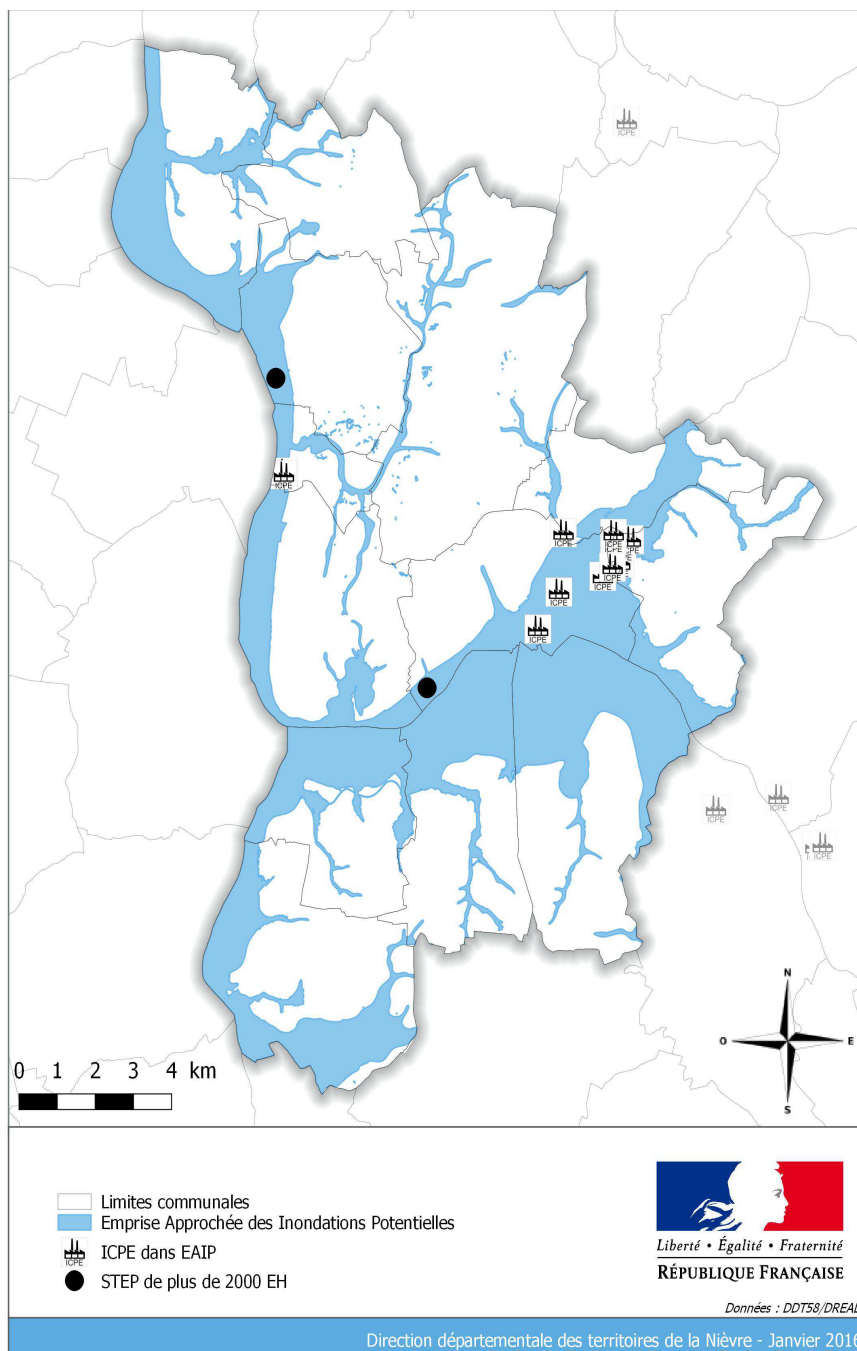 ICPE
ICPE
ICPE
ICPE
ICPE
ICPE
ICPE
ICPE
ICPE
ICPE
ICPE
ICPE
ICPE
N
O
E
S
0 1 2 3 4 km
Limites communales
Emprise Approchée des Inondations Potentielles
ICPE
ICPE dans EAIP
STEP de plus de 2000 EH
Liberté • Égalité • Fraternité
RÉPUBLIQUE FRANÇAISE
Données : DDT58/DREAL
Direction départementale des territoires de la Nièvre - Janvier 2016